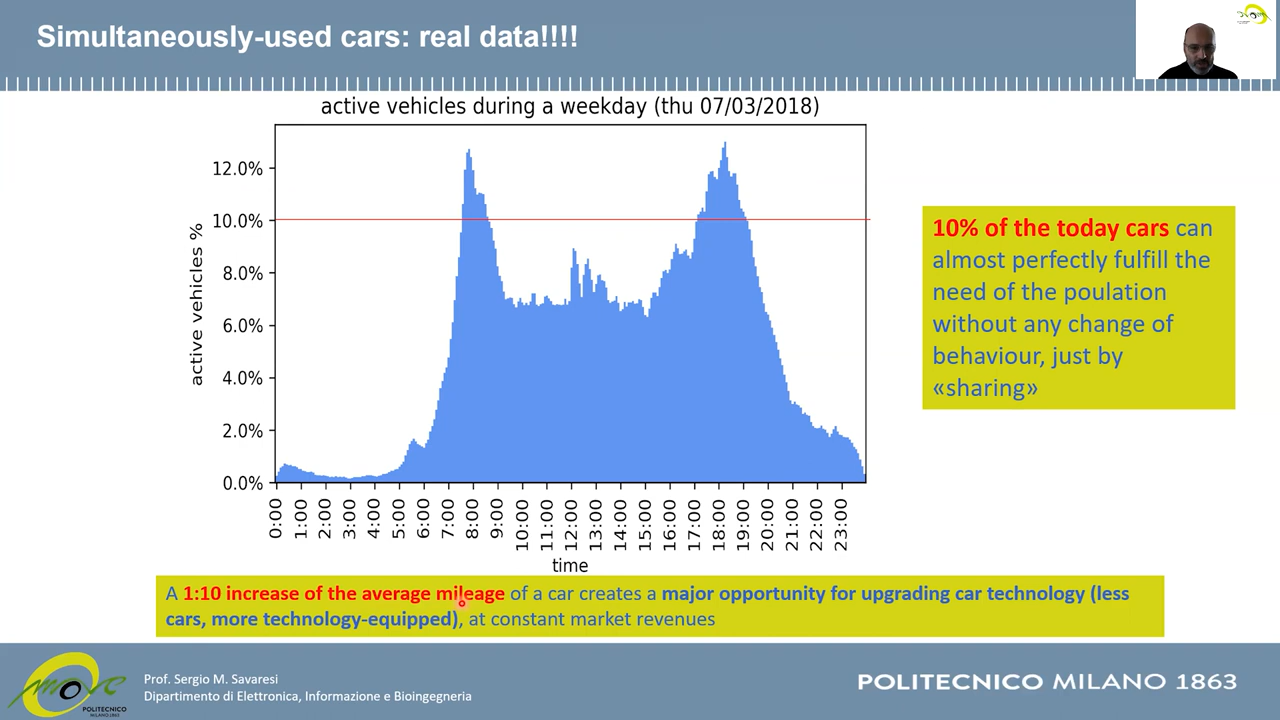 Simultaneously-used cars: real data!!!!
active vehicles during a weekday (thu 07/03/2018)
12.0%
10.0%
8.0%
6.0%
4.0%
2.0%
0.0%
active vehicles %
0:00
1:00
2:00
3:00
4:00
5:00
6:00
7:00
8:00
9:00
10:00
11:00
12:00
13:00
14:00
15:00
16:00
17:00
18:00
19:00
20:00
21:00
22:00
23:00
time
10% of the today cars can
almost perfectly fulfill the
need of the poulation
without any change of
behaviour, just by
«sharing»
A 1:10 increase of the average mileage of a car creates a major opportunity for upgrading car technology (less
cars, more technology-equipped), at constant market revenues
move
POLITECNICO
MILANO 1863
Prof. Sergio M. Savaresi
Dipartimento di Elettronica, Informazione e Bioingegneria
POLITECNICO MILANO 1863